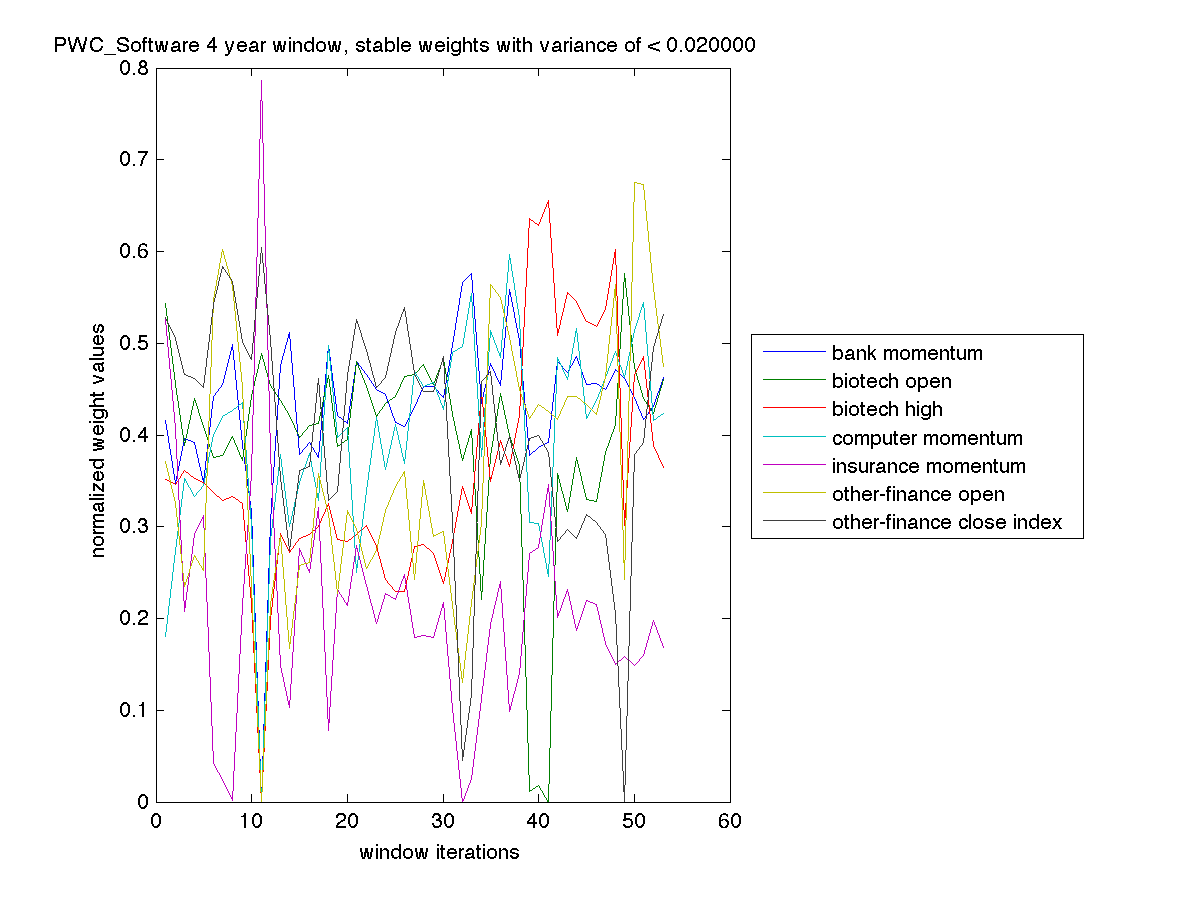 PWC_Software 4 year window, stable weights with variance of < 0.020000
0.8
0.7
0.6
0.5
0.4
0.3
0.2
0.1
0
normalized weight values
0 10 20 30 40 50 60
window iterations
bank momentum
biotech open
biotech high
computer momentum
insurance momentum
other-finance open
other-finance close index